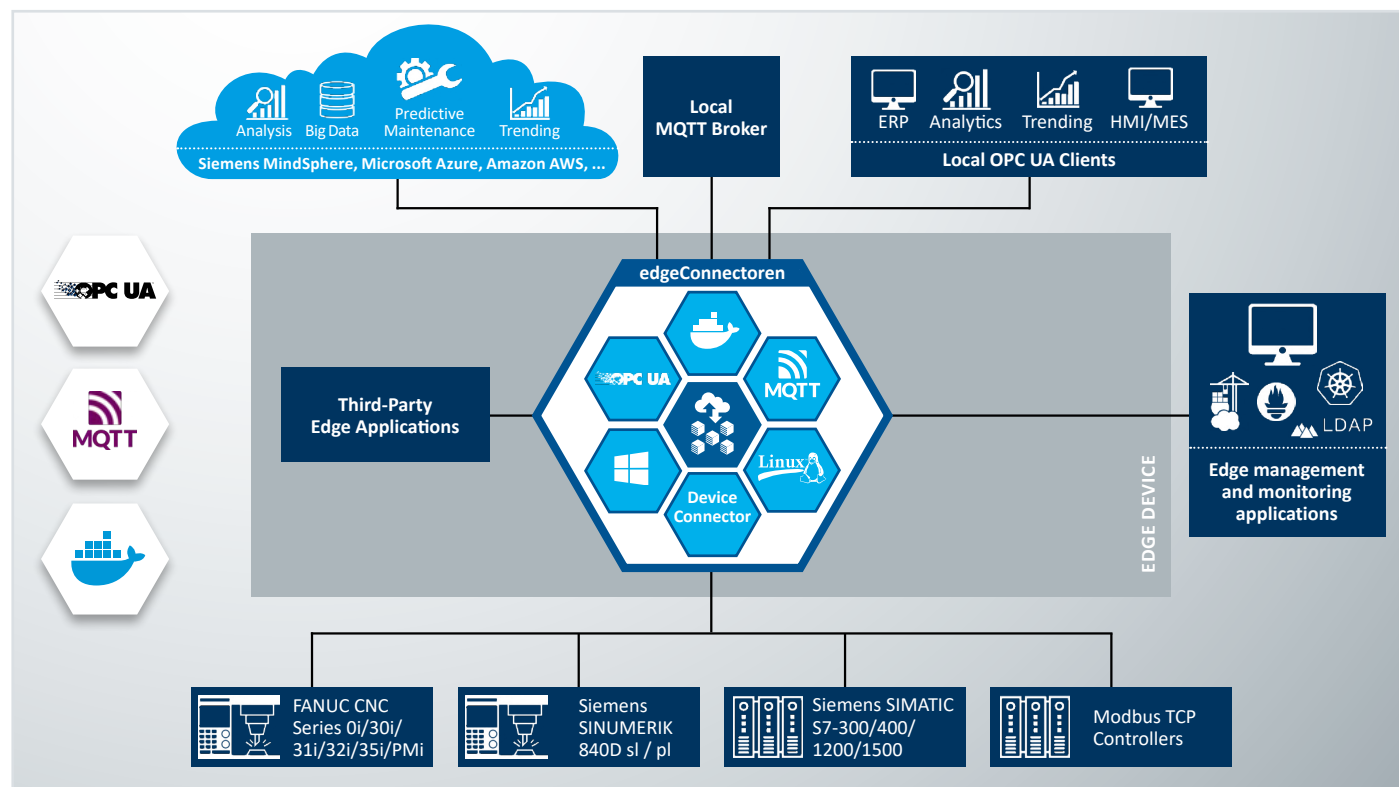 Analysis
Big Data
Predictive
Maintenance
Trending
Siemens MindSphere, Microsoft Azure, Amazon AWS, ...
Local
MQTT Broker
ERP
Analytics
Trending
HMI/MES
Local OPC UA Clients
OPC UA
MQTT
edgeConnectoren
OPC UA
MQTT
Linux
Device
Connector
Third-Party
Edge Applications
EDGE DEVICE
LDAP
Edge management
and monitoring
applications
FANUC CNC
Series 0i/30i/
31i/32i/35i/PMi
Siemens
SINUMERIK
840D sl / pl
Siemens SIMATIC
S7-300/400/
1200/1500
Modbus TCP
Controllers